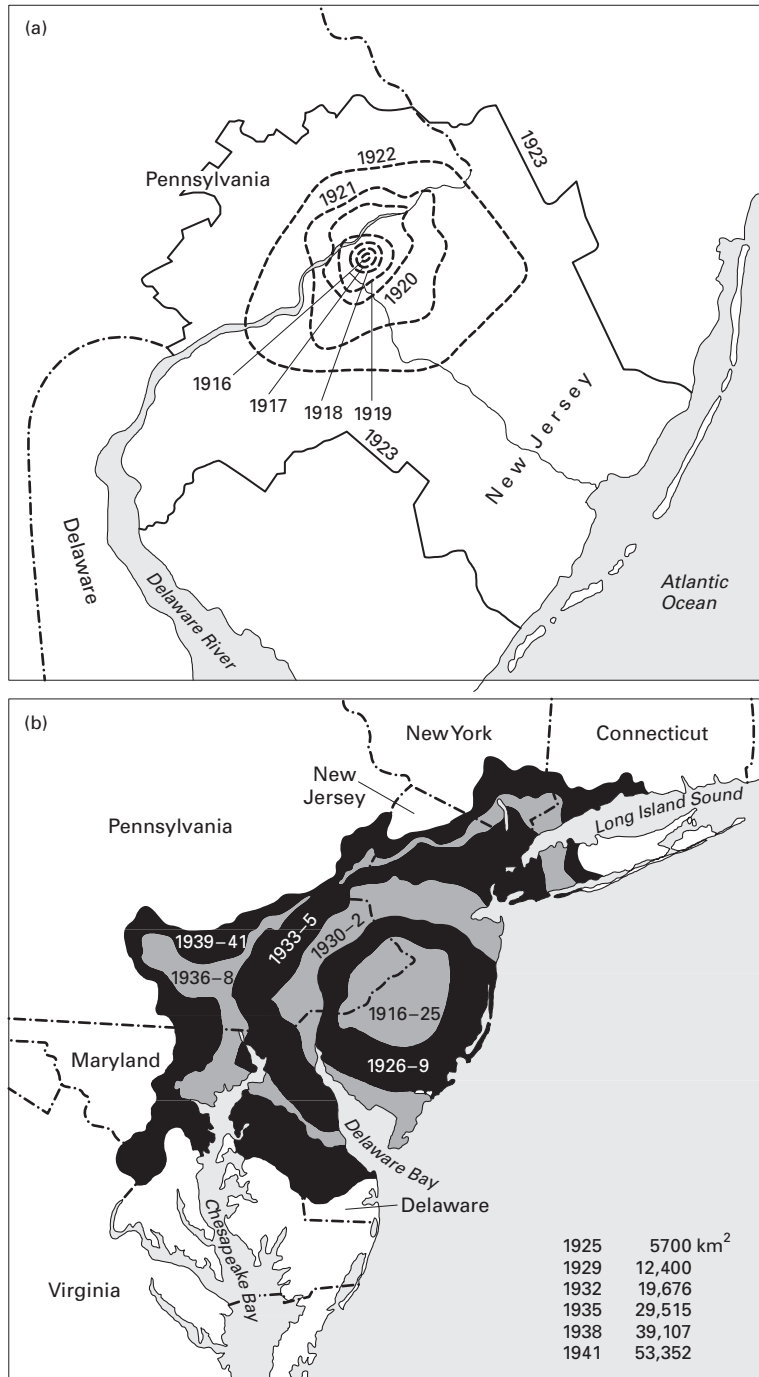 (a)
1923
1922
Pennsylvania
1921
1920
1916
1917
1918
1919
1923
New Jersey
Delaware
Delaware River
Atlantic
Ocean
(b)
New York
Connecticut
New
Jersey
Long Island Sound
Pennsylvania
1939–41
1933–5
1930–2
1936–8
1916–25
Maryland
1926–9
Delaware Bay
Delaware
Chesapeake Bay
Virginia
1925 5700 km²
1929 12,400
1932 19,676
1935 29,515
1938 39,107
1941 53,352